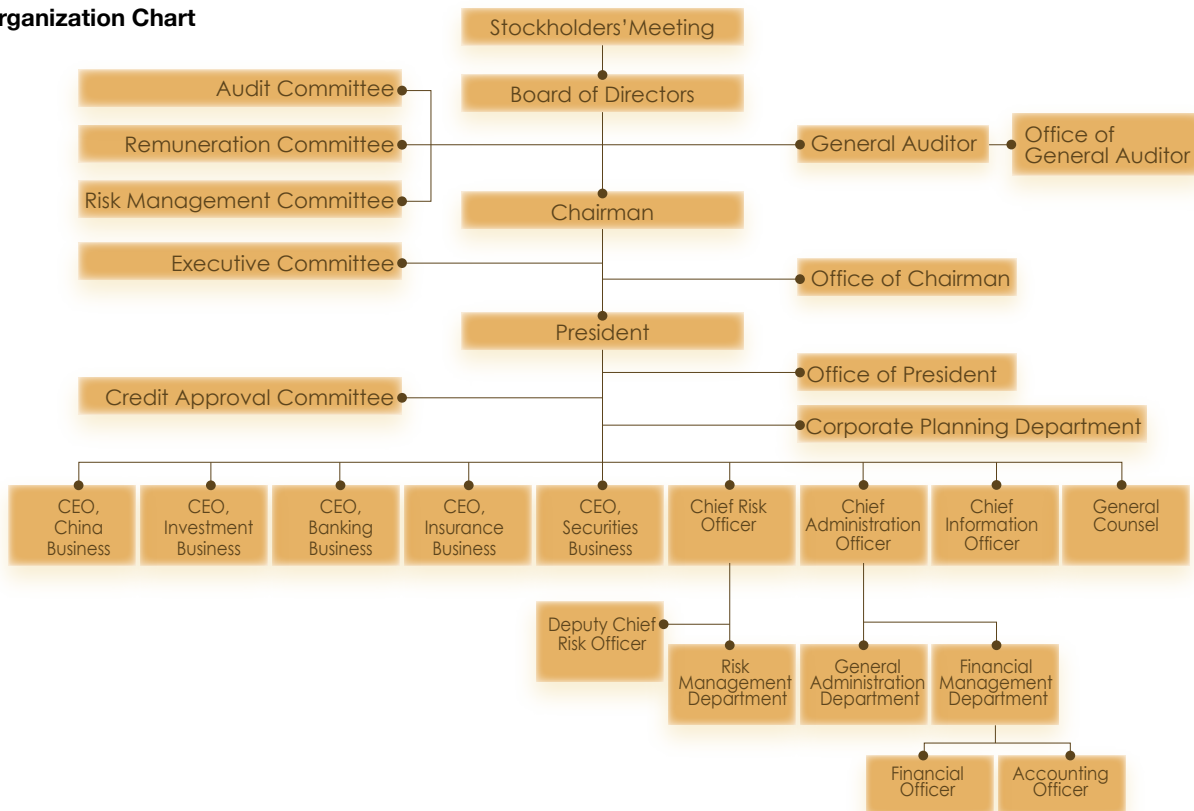 rganization Chart
Stockholders'Meeting
Audit Committee
Board of Directors
Remuneration Committee
General Auditor
Office of
General Auditor
Risk Management Committee
Chairman
Executive Committee
Office of Chairman
President
Office of President
Credit Approval Committee
Corporate Planning Department
CEO,
China
Business
CEO,
Investment
Business
CEO,
Banking
Business
CEO,
Insurance
Business
CEO,
Securities
Business
Chief Risk
Officer
Chief
Administration
Officer
Chief
Information
Officer
General
Counsel
Deputy Chief
Risk Officer
Risk
Management
Department
General
Administration
Department
Financial
Management
Department
Financial
Officer
Accounting
Officer